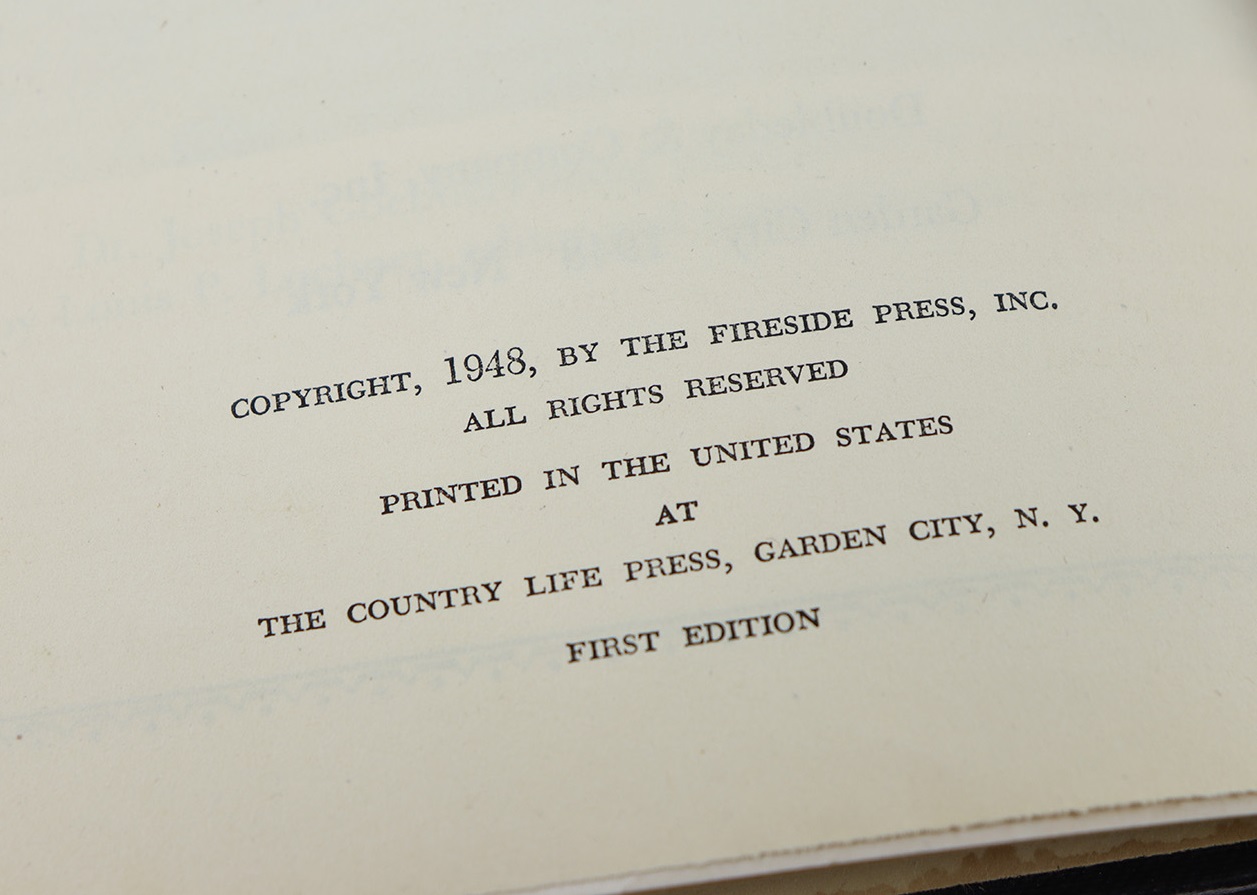 COPYRIGHT, 1948, BY THE FIRESIDE PRESS, INC.
ALL RIGHTS RESERVED
PRINTED IN THE UNITED STATES
AT
THE COUNTRY LIFE PRESS, GARDEN CITY, N. Y.
FIRST EDITION